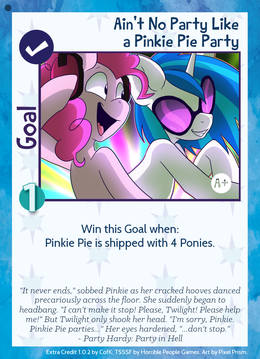 Ain't No Party Like
a Pinkie Pie Party
Goal
1
A+
Win this Goal when:
Pinkie Pie is shipped with 4 Ponies.
"It never ends," sobbed Pinkie as her cracked hooves danced
precariously across the floor. She suddenly began to
headbang. "I can't make it stop! Please, Twilight! Please help
me!" But Twilight only shook her head. "I'm sorry, Pinkie.
Pinkie Pie parties..." Her eyes hardened, "...don't stop."
- Party Hardy: Party in Hell
Extra Credit 1.0.2 by CofK. TSSSF by Horrible People Games. Art by Pixel Prism.